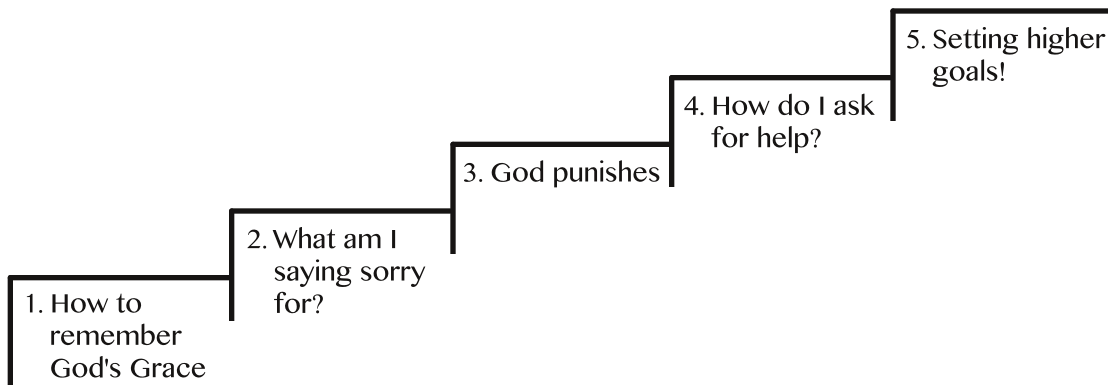 1. How to
remember
God's Grace
2. What am I
saying sorry
for?
3. God punishes
4. How do I ask
for help?
5. Setting higher
goals!